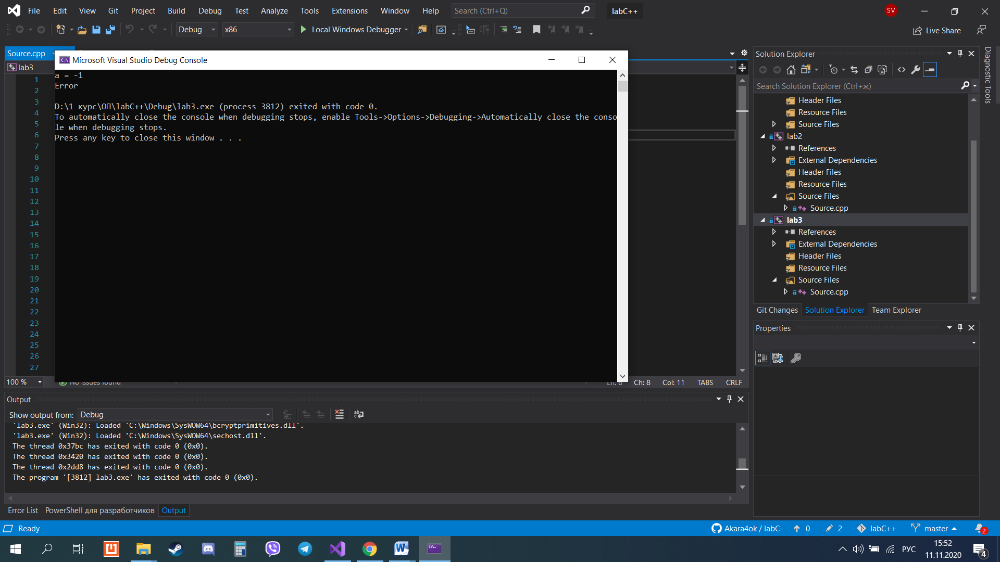 File Edit View Git Project Build Debug Test Analyze Tools Extensions Window Help Search (Ctrl+Q) labC++ SV
Debug x86 Local Windows Debugger Live Share
Source.cpp
lab3
Microsoft Visual Studio Debug Console
a = -1
Error
D:\1 курс\ОП\labC++\Debug\lab3.exe (process 3812) exited with code 0.
To automatically close the console when debugging stops, enable Tools->Options->Debugging->Automatically close the conso
le when debugging stops.
Press any key to close this window . . .
1
2
3
4
5
6
7
8
9
10
11
12
13
14
15
16
17
18
19
20
21
22
23
24
25
26
27
100 % No issues found Ln: 6 Ch: 8 Col: 11 TABS CRLF
Solution Explorer
Search Solution Explorer (Ctrl+ж)
Header Files
Resource Files
Source Files
lab2
References
External Dependencies
Header Files
Resource Files
Source Files
Source.cpp
lab3
References
External Dependencies
Header Files
Resource Files
Source Files
Source.cpp
Git Changes Solution Explorer Team Explorer
Properties
Diagnostic Tools
Output
Show output from: Debug
'lab3.exe' (Win32): Loaded 'C:\Windows\SysWOW64\bcryptprimitives.dll'.
'lab3.exe' (Win32): Loaded 'C:\Windows\SysWOW64\sechost.dll'.
The thread 0x37bc has exited with code 0 (0x0).
The thread 0x3420 has exited with code 0 (0x0).
The thread 0x2dd8 has exited with code 0 (0x0).
The program '[3812] lab3.exe' has exited with code 0 (0x0).
Error List PowerShell для разработчиков Output
Ready Akara4ok / labC- 0 2 labC++ master 2
РУС 15:52
11.11.2020 4